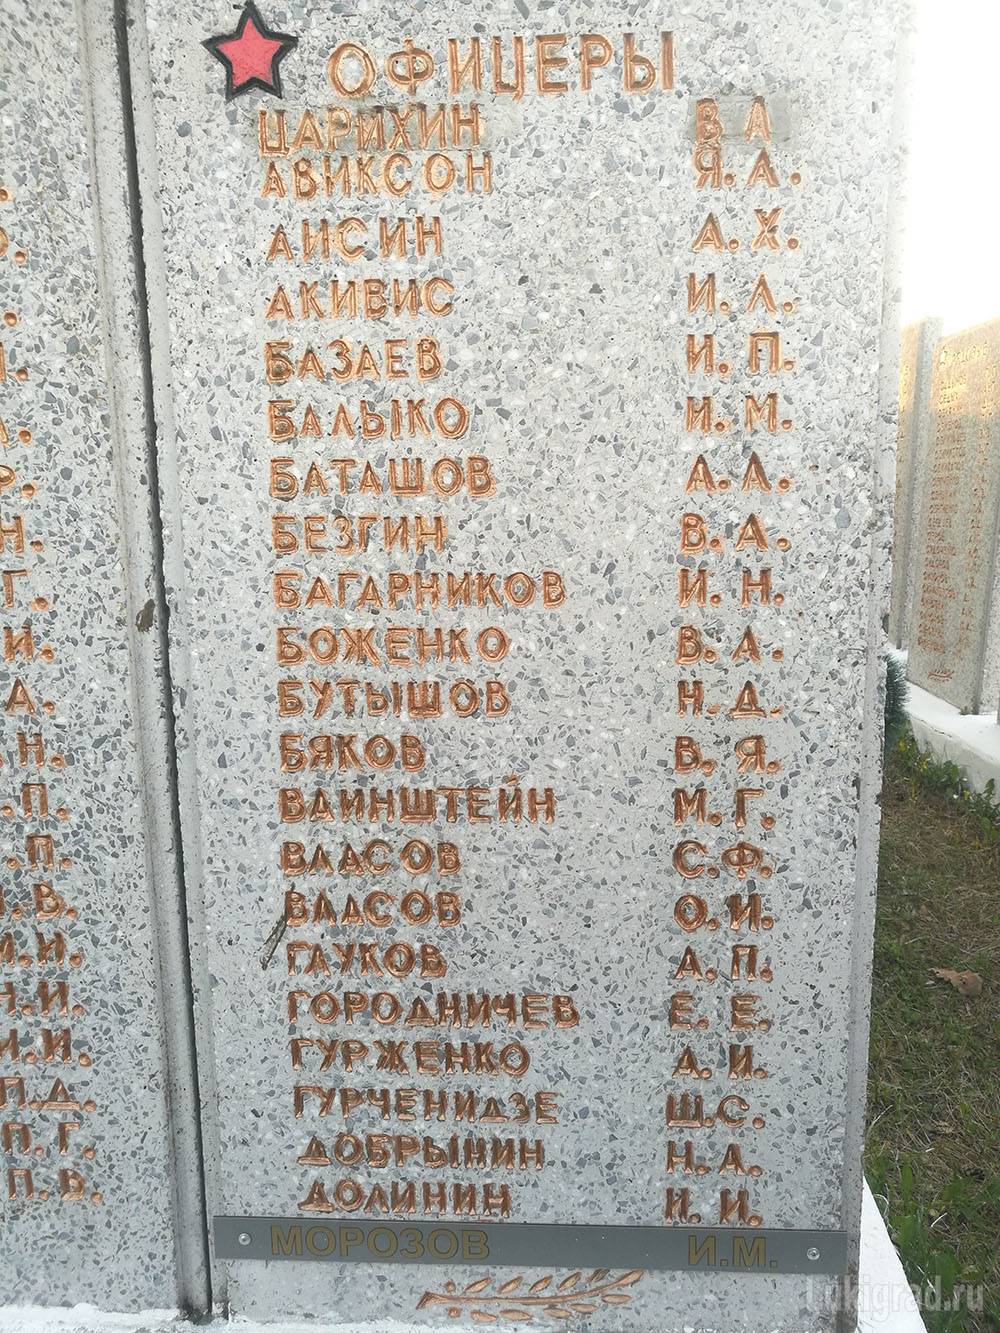 ОФИЦЕРЫ
ЦАРИХИН В А
АВИКСОН Я. А.
АИСИН А. Х.
АКИВИС И. Л.
БАЗАЕВ И. П.
БАЛЫКО И. М.
БАТАШОВ А. А.
БЕЗГИН В. А.
БАГАРНИКОВ И. Н.
БОЖЕНКО В. А.
БУТЫШОВ Н. Д.
БЯКОВ В. Я.
ВАИНШТЕЙН М. Г.
ВЛАСОВ С. Ф.
ВЛАСОВ О. И.
ГАУКОВ А. П.
ГОРОДНИЧЕВ Е. Е.
ГУРЖЕНКО А. И.
ГУРЧЕНИДЗЕ Ш. С.
ДОБРЫНИН Н. А.
ДОЛИНИН И. И.
МОРОЗОВ И.М.
Lukigrad.ru